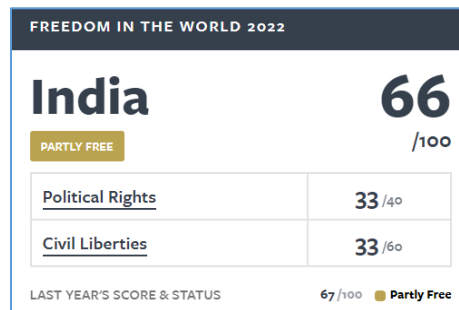 FREEDOM IN THE WORLD 2022
India 66
PARTLY FREE /100
Political Rights 33 /40
Civil Liberties 33 /60
LAST YEAR'S SCORE & STATUS 67 /100 Partly Free